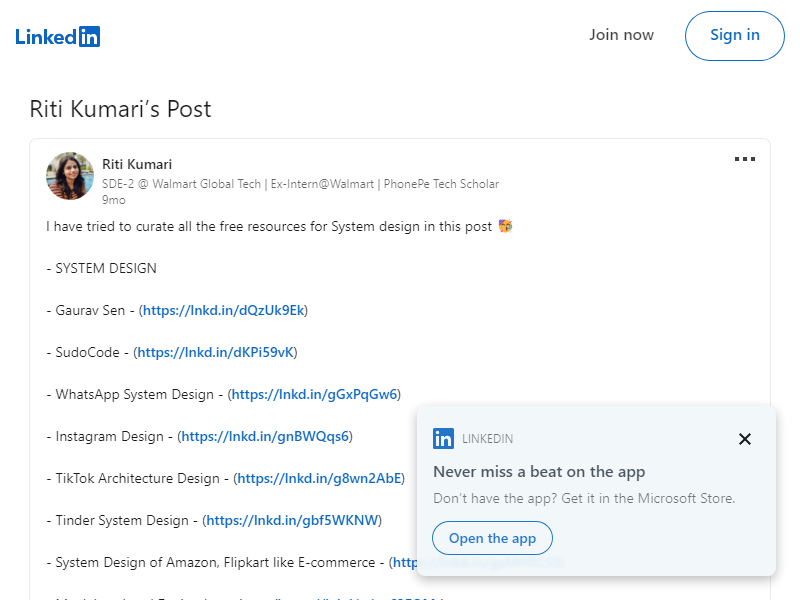 LinkedIn
Join now
Sign in
Riti Kumari's Post
Riti Kumari
SDE-2 @ Walmart Global Tech | Ex-Intern@Walmart | PhonePe Tech Scholar
9mo
I have tried to curate all the free resources for System design in this post
- SYSTEM DESIGN
- Gaurav Sen - (https://lnkd.in/dQzUk9Ek)
- SudoCode - (https://lnkd.in/dKPi59vK)
- WhatsApp System Design - (https://lnkd.in/gGxPqGw6)
- Instagram Design - (https://lnkd.in/gnBWQqs6)
- TikTok Architecture Design - (https://lnkd.in/g8wn2AbE)
- Tinder System Design - (https://lnkd.in/gbf5WKNW)
- System Design of Amazon, Flipkart like E-commerce - (http
LINKEDIN
Never miss a beat on the app
Don't have the app? Get it in the Microsoft Store.
Open the app